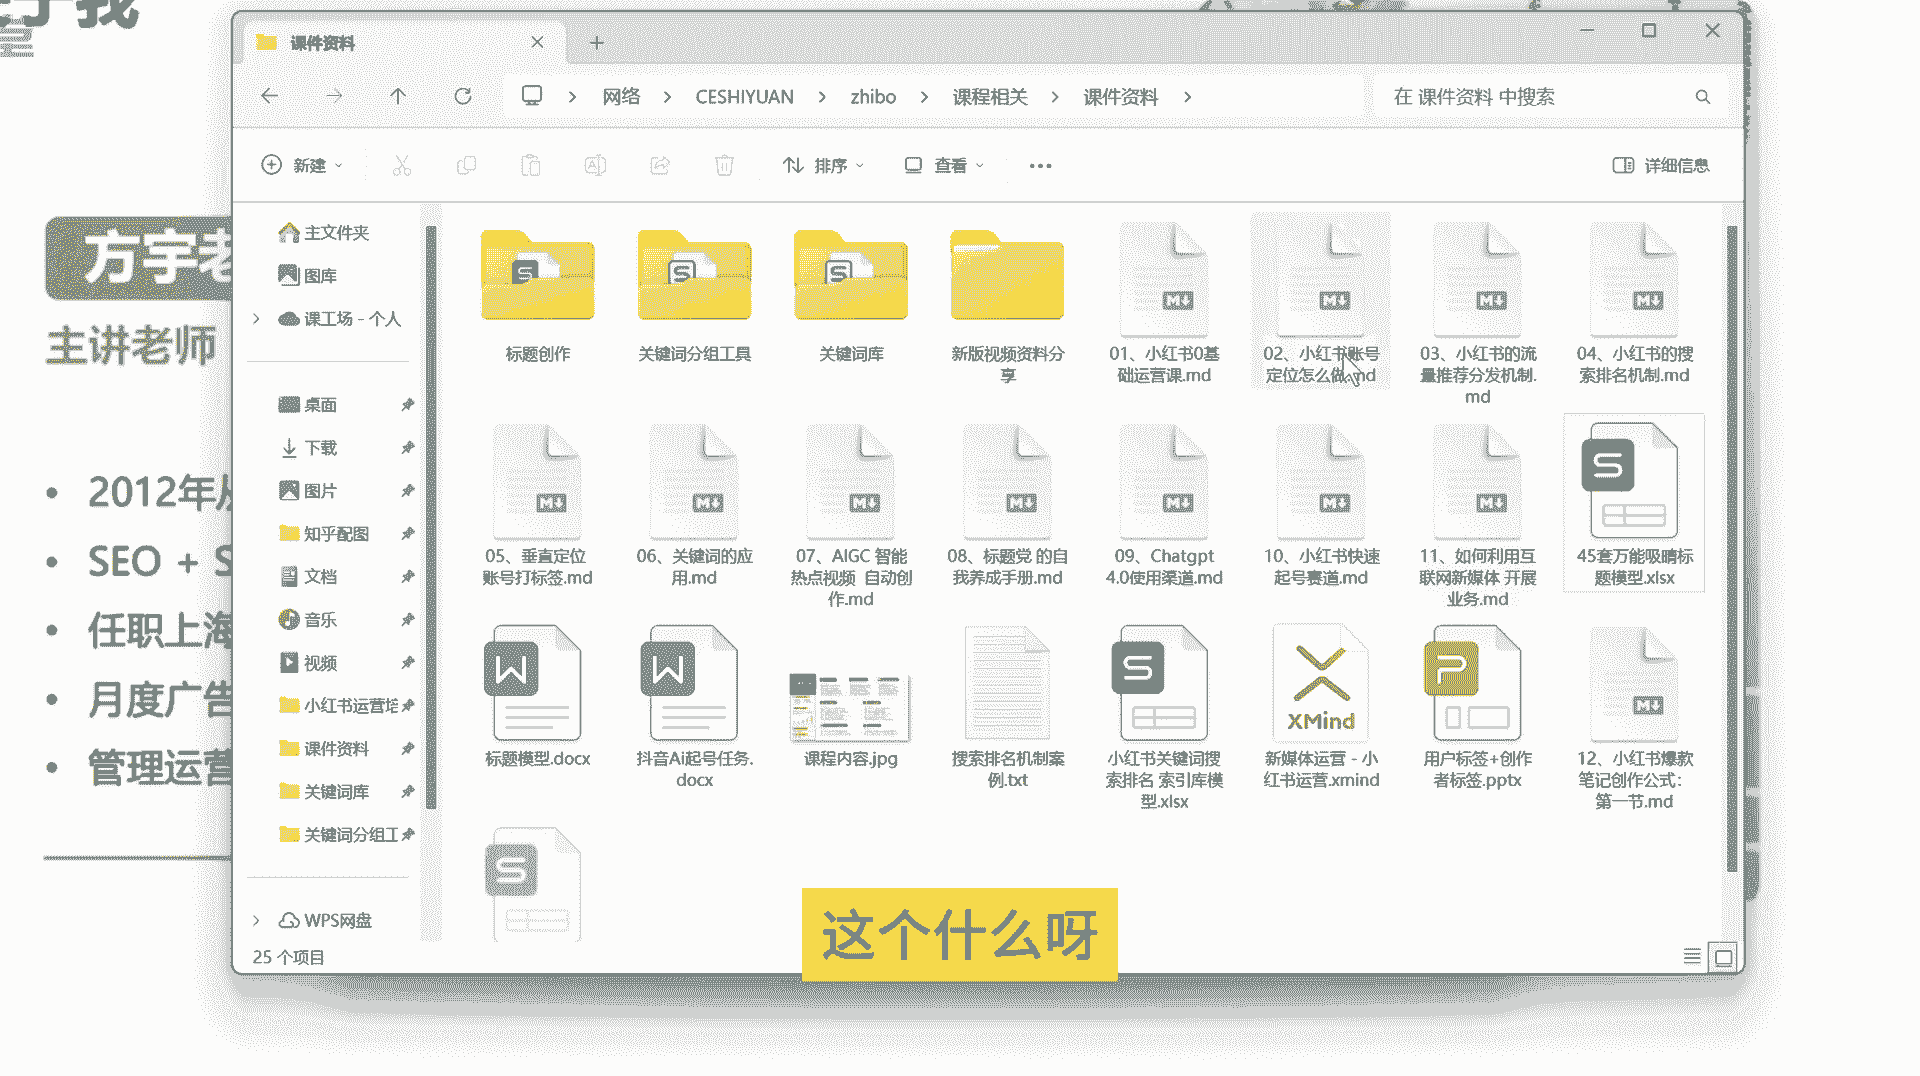 课件资料
网络
CESHIYUAN
zhibo
课程相关
课件资料
在 课件资料 中搜索
新建
排序
查看
详细信息
方宇老
主讲老师
2012年从
SEO + S
任职上海
月度广告
管理运营
主文件夹
图库
课工场 - 个人
桌面
下载
图片
知乎配图
文档
音乐
视频
小红书运营培
课件资料
关键词库
关键词分组工
WPS网盘
25 个项目
标题创作
关键词分组工具
关键词库
新版视频资料分
享
01、小红书0基
础运营课.md
02、小红书账号
定位怎么做.md
03、小红书的流
量推荐分发机制.
md
04、小红书的搜
索排名机制.md
05、垂直定位
账号打标签.md
06、关键词的应
用.md
07、AIGC 智能
热点视频 自动创
作.md
08、标题党 的自
我养成手册.md
09、Chatgpt
4.0使用渠道.md
10、小红书快速
起号赛道.md
11、如何利用互
联网新媒体 开展
业务.md
45套万能吸睛标
题模型.xlsx
标题模型.docx
抖音Ai起号任务.
docx
课程内容.jpg
搜索排名机制案
例.txt
小红书关键词搜
索排名 索引库模
型.xlsx
XMind
新媒体运营 - 小
红书运营.xmind
用户标签+创作
者标签.pptx
12、小红书爆款
笔记创作公式：
第一节.md
这个什么呀